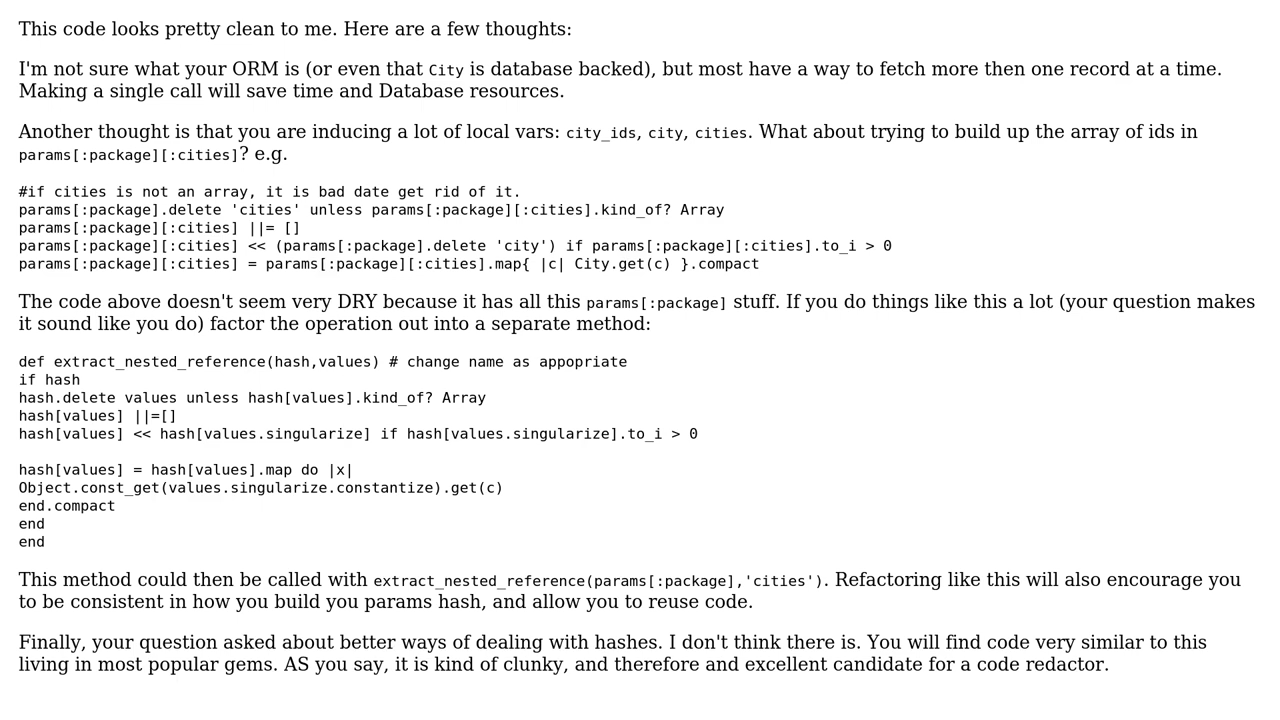 This code looks pretty clean to me. Here are a few thoughts:
I'm not sure what your ORM is (or even that City is database backed), but most have a way to fetch more then one record at a time.
Making a single call will save time and Database resources.
Another thought is that you are inducing a lot of local vars: city_ids, city, cities. What about trying to build up the array of ids in
params[:package][:cities]? e.g.
#if cities is not an array, it is bad date get rid of it.
params[:package].delete 'cities' unless params[:package][:cities].kind_of? Array
params[:package][:cities] ||= []
params[:package][:cities] << (params[:package].delete 'city') if params[:package][:cities].to_i > 0
params[:package][:cities] = params[:package][:cities].map{ |c| City.get(c) }.compact
The code above doesn't seem very DRY because it has all this params[:package] stuff. If you do things like this a lot (your question makes
it sound like you do) factor the operation out into a separate method:
def extract_nested_reference(hash,values) # change name as appopriate
if hash
hash.delete values unless hash[values].kind_of? Array
hash[values] ||=[]
hash[values] << hash[values.singularize] if hash[values.singularize].to_i > 0
hash[values] = hash[values].map do |x|
Object.const_get(values.singularize.constantize).get(c)
end.compact
end
end
This method could then be called with extract_nested_reference(params[:package],'cities'). Refactoring like this will also encourage you
to be consistent in how you build you params hash, and allow you to reuse code.
Finally, your question asked about better ways of dealing with hashes. I don't think there is. You will find code very similar to this
living in most popular gems. AS you say, it is kind of clunky, and therefore and excellent candidate for a code redactor.